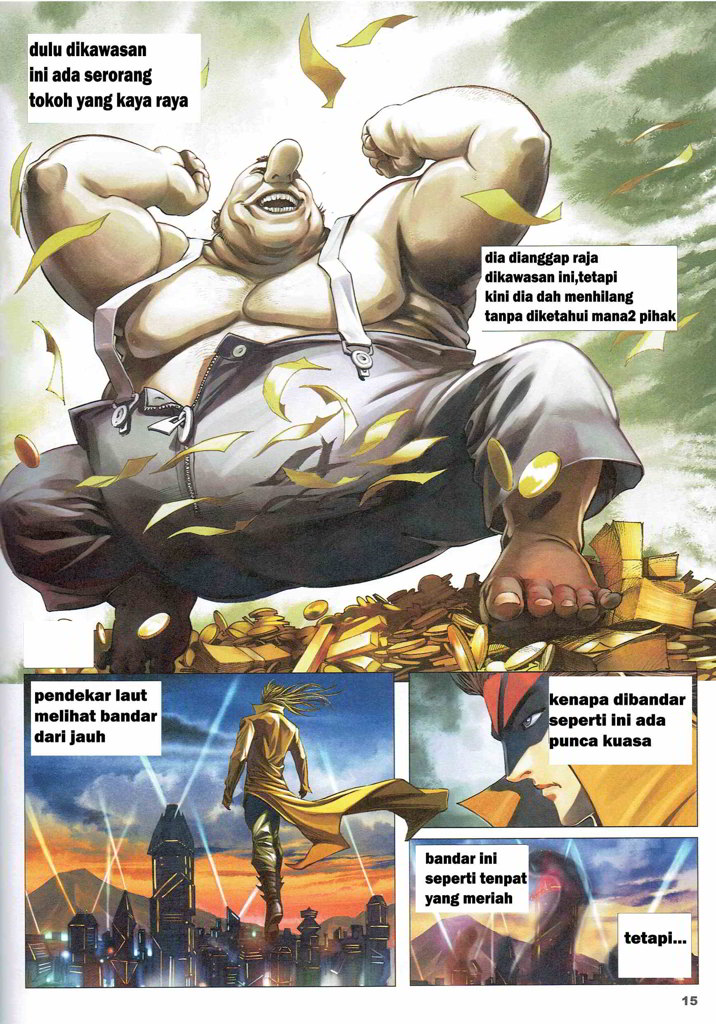 dulu dikawasan
ini ada serorang
tokoh yang kaya raya
dia dianggap raja
dikawasan ini,tetapi
kini dia dah menhilang
tanpa diketahui mana2 pihak
pendekar laut
melihat bandar
dari jauh
kenapa dibandar
seperti ini ada
punca kuasa
bandar ini
seperti tenpat
yang meriah
tetapi...
15